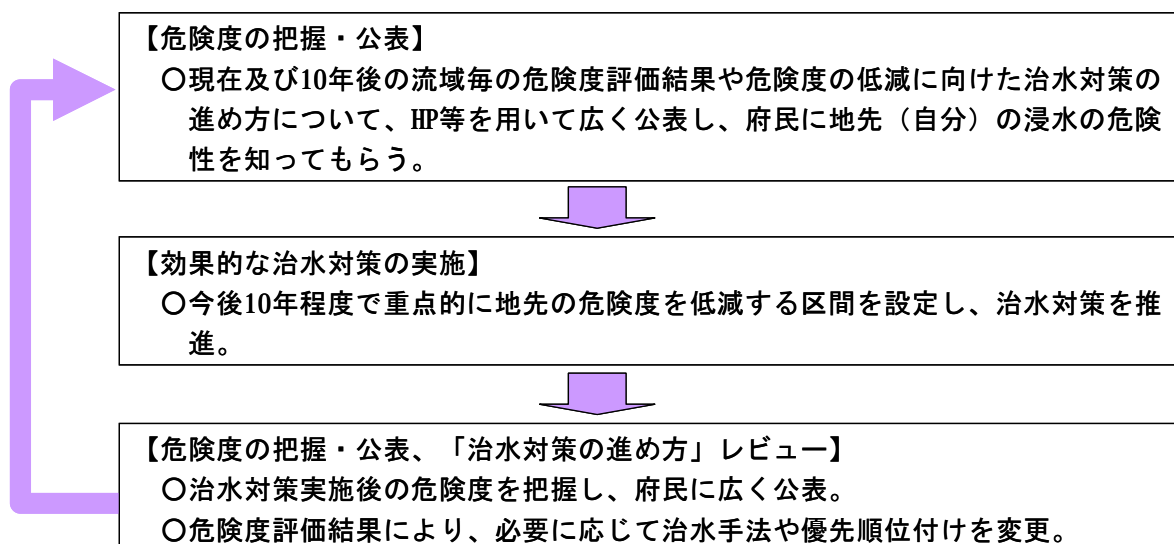 【危険度の把握・公表】
〇現在及び10年後の流域毎の危険度評価結果や危険度の低減に向けた治水対策の
進め方について、HP等を用いて広く公表し、府民に地先（自分）の浸水の危険
性を知ってもらう。
【効果的な治水対策の実施】
〇今後10年程度で重点的に地先の危険度を低減する区間を設定し、治水対策を推
進。
【危険度の把握・公表、「治水対策の進め方」レビュー】
〇治水対策実施後の危険度を把握し、府民に広く公表。
〇危険度評価結果により、必要に応じて治水手法や優先順位付けを変更。